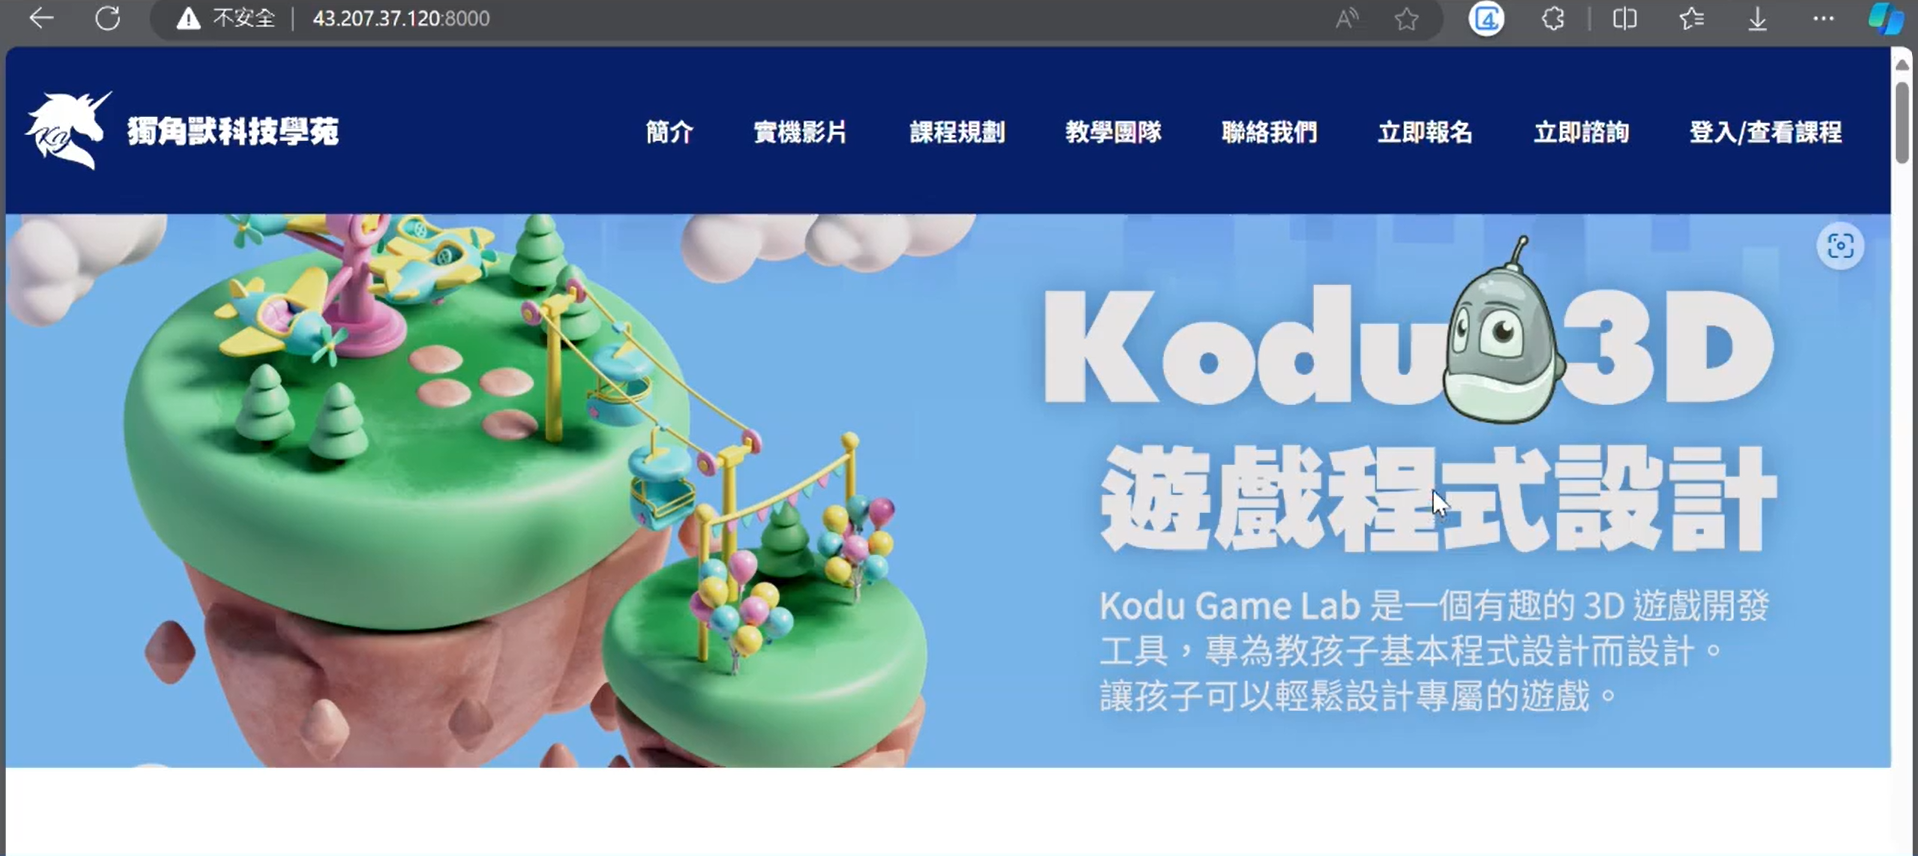 不安全 43.207.37.120:8000
獨角獸科技學苑
簡介 實機影片 課程規劃 教學團隊 聯絡我們 立即報名 立即諮詢 登入/查看課程
Kodu 3D
遊戲程式設計
Kodu Game Lab 是一個有趣的 3D 遊戲開發
工具，專為教孩子基本程式設計而設計。
讓孩子可以輕鬆設計專屬的遊戲。